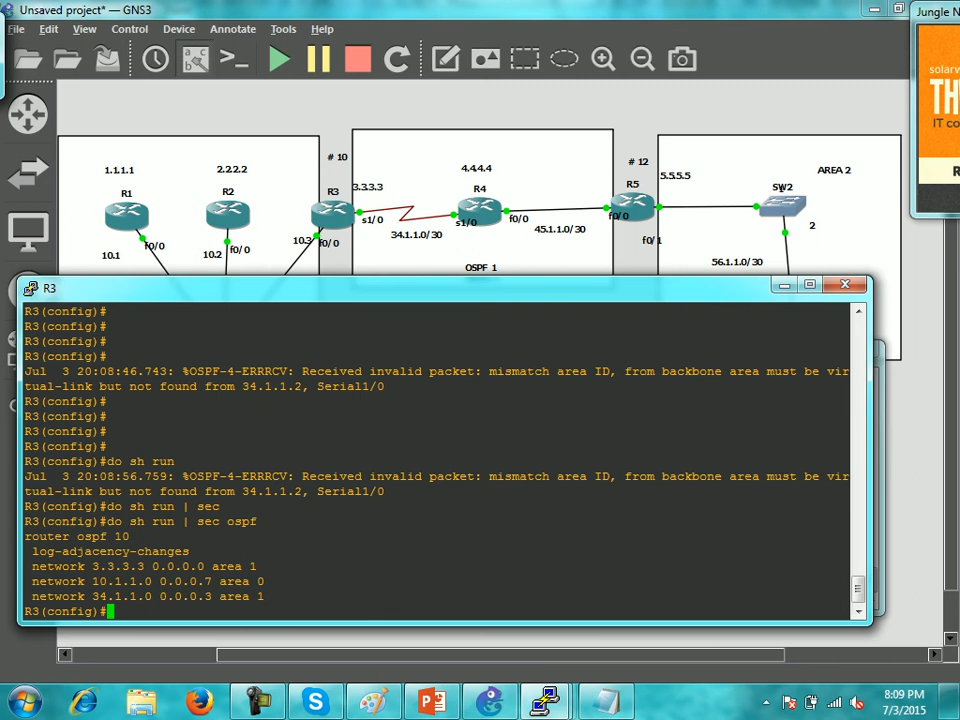 Unsaved project* — GNS3
Jungle N
File Edit View Control Device Annotate Tools Help
solarw
TH
IT co
R
# 10
# 12
1.1.1.1
2.2.2.2
4.4.4.4
AREA 2
3.3.3.3
5.5.5.5
R1
R2
R3
R4
R5
SW2
s1/0
s1/0
f0/0
f0/0
2
34.1.1.0/30
45.1.1.0/30
10.1
f0/0
10.2
f0/0
10.3
f0/0
f0/1
56.1.1.0/30
OSPF 1
R3
R3(config)#
R3(config)#
R3(config)#
R3(config)#
Jul  3 20:08:46.743: %OSPF-4-ERRRCV: Received invalid packet: mismatch area ID, from backbone area must be vir
tual-link but not found from 34.1.1.2, Serial1/0
R3(config)#
R3(config)#
R3(config)#
R3(config)#
R3(config)#do sh run
Jul  3 20:08:56.759: %OSPF-4-ERRRCV: Received invalid packet: mismatch area ID, from backbone area must be vir
tual-link but not found from 34.1.1.2, Serial1/0
R3(config)#do sh run | sec
R3(config)#do sh run | sec ospf
router ospf 10
log-adjacency-changes
network 3.3.3.3 0.0.0.0 area 1
network 10.1.1.0 0.0.0.7 area 0
network 34.1.1.0 0.0.0.3 area 1
R3(config)#
8:09 PM
7/3/2015